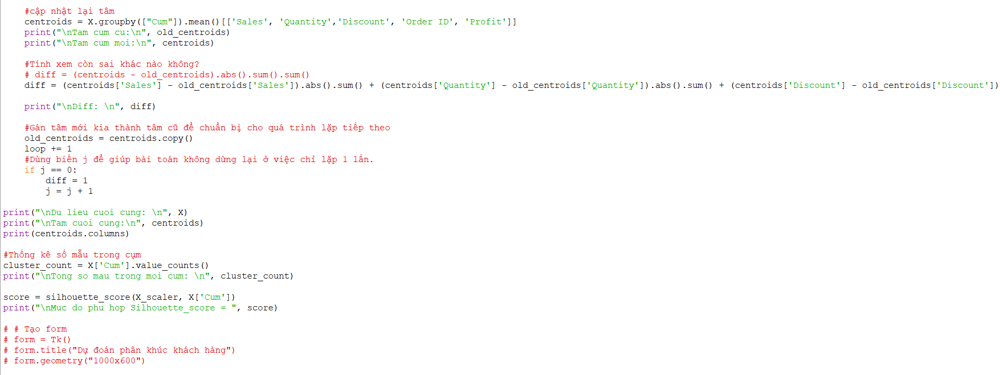 #cập nhật lại tâm
centroids = X.groupby(["Cum"]).mean()[['Sales', 'Quantity','Discount', 'Order ID', 'Profit']]
print("\nTam cum cu:\n", old_centroids)
print("\nTam cum moi:\n", centroids)
#Tính xem còn sai khác nào không?
# diff = (centroids - old_centroids).abs().sum().sum()
diff = (centroids['Sales'] - old_centroids['Sales']).abs().sum() + (centroids['Quantity'] - old_centroids['Quantity']).abs().sum() + (centroids['Discount'] - old_centroids['Discount'])
print("\nDiff: \n", diff)
#Gán tâm mới kia thành tâm cũ để chuẩn bị cho quá trình lặp tiếp theo
old_centroids = centroids.copy()
loop += 1
#Dùng biến j để giúp bài toán không dừng lại ở việc chỉ lặp 1 lần.
if j == 0:
diff = 1
j = j + 1
print("\nDu lieu cuoi cung: \n", X)
print("\nTam cuoi cung:\n", centroids)
print(centroids.columns)
#Thống kê số mẫu trong cụm
cluster_count = X['Cum'].value_counts()
print("\nTong so mau trong moi cum: \n", cluster_count)
score = silhouette_score(X_scaler, X['Cum'])
print("\nMuc do phu hop Silhouette_score = ", score)
# # Tạo form
# form = Tk()
# form.title("Dự đoán phân khúc khách hàng")
# form.geometry("1000x600")